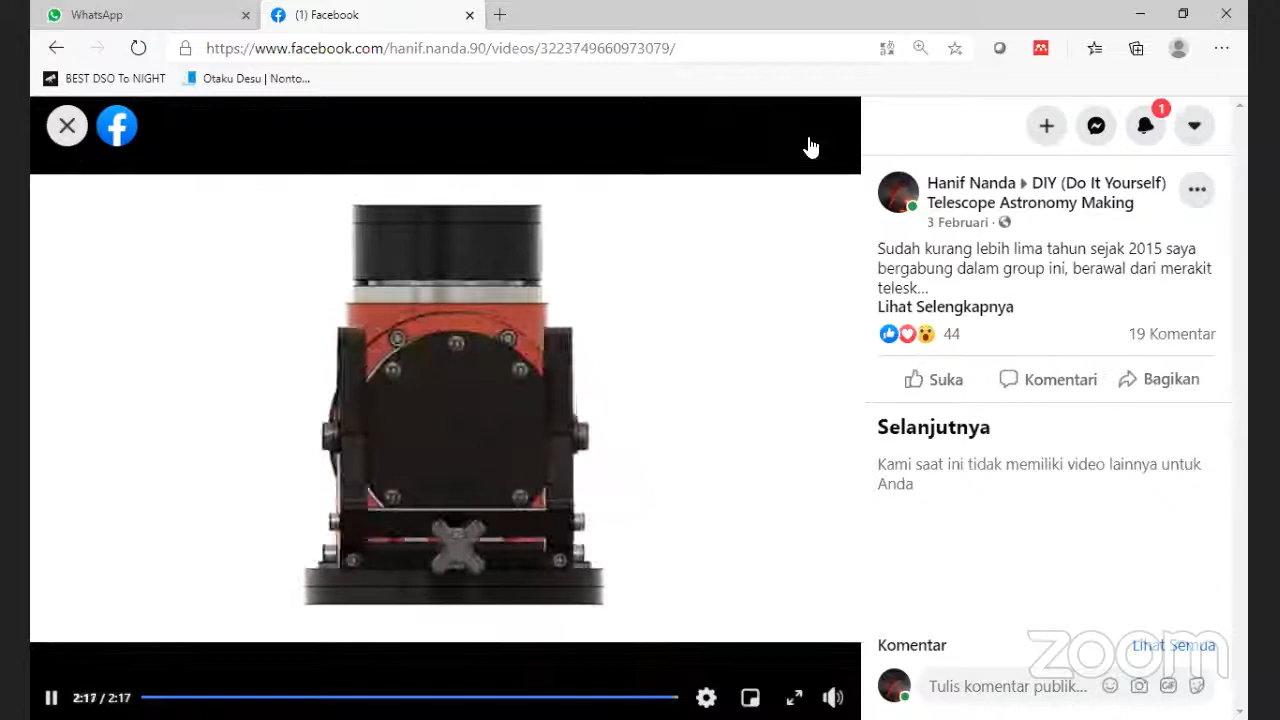 WhatsApp
(1) Facebook
https://www.facebook.com/hanif.nanda.90/videos/3223749660973079/
BEST DSO To NIGHT
Otaku Desu | Nonto...
1
Hanif Nanda ▸ DIY (Do It Yourself)
Telescope Astronomy Making
3 Februari ·
Sudah kurang lebih lima tahun sejak 2015 saya
bergabung dalam group ini, berawal dari merakit
telesk...
Lihat Selengkapnya
44
19 Komentar
Suka
Komentari
Bagikan
Selanjutnya
Kami saat ini tidak memiliki video lainnya untuk
Anda
Komentar
Lihat Semua
zoom
Tulis komentar publik...
GIF
2:17 / 2:17